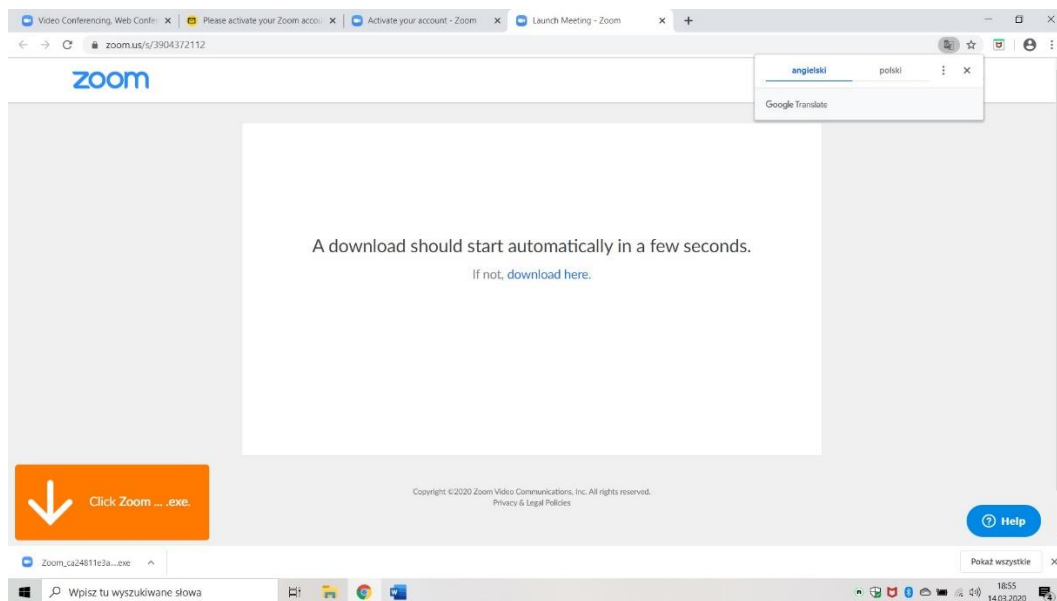 Video Conferencing, Web Confer
Please activate your Zoom accou
Activate your account - Zoom
Launch Meeting - Zoom
zoom.us/s/3904372112
zoom
angielski polski
Google Translate
A download should start automatically in a few seconds.
If not, download here.
Click Zoom ... .exe.
Copyright ©2020 Zoom Video Communications, Inc. All rights reserved.
Privacy & Legal Policies
Help
Zoom_ca24811e3a....exe
Pokaż wszystkie
Wpisz tu wyszukiwane słowa
18:55
14.03.2020